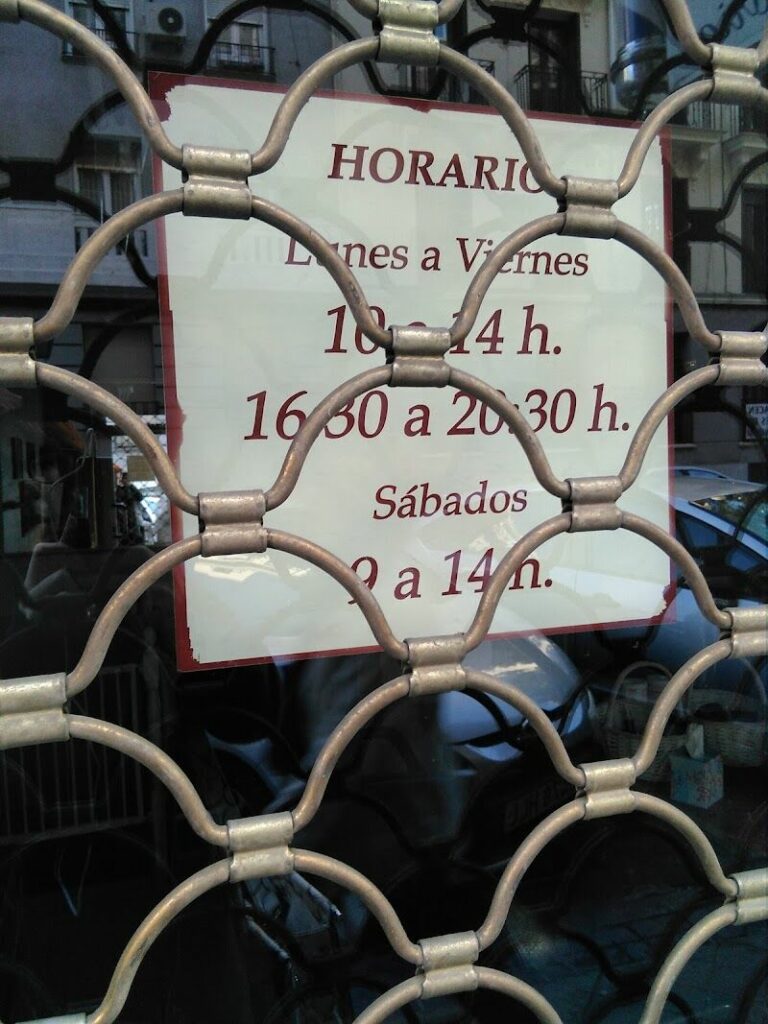 HORARIO
Lunes a Viernes
10 a 14 h.
16:30 a 20:30 h.
Sábados
9 a 14 h.